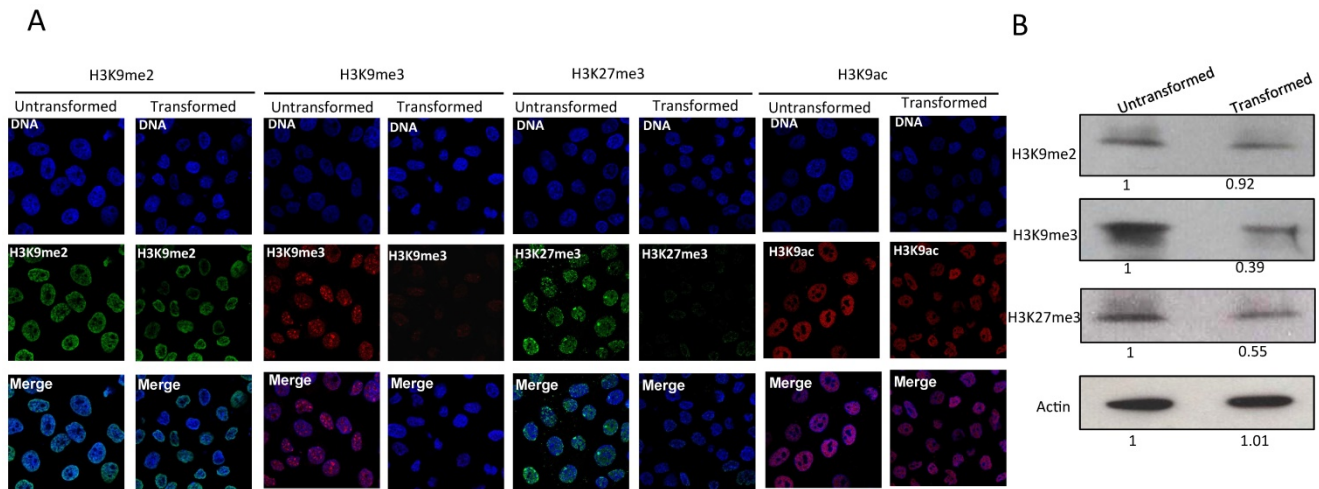 A
H3K9me2 H3K9me3 H3K27me3 H3K9ac
Untransformed Transformed Untransformed Transformed Untransformed Transformed Untransformed Transformed
DNA DNA DNA DNA DNA DNA DNA DNA
H3K9me2 H3K9me2 H3K9me3 H3K9me3 H3K27me3 H3K27me3 H3K9ac H3K9ac
Merge Merge Merge Merge Merge Merge Merge Merge
B
Untransformed Transformed
H3K9me2
1 0.92
H3K9me3
1 0.39
H3K27me3
1 0.55
Actin
1 1.01